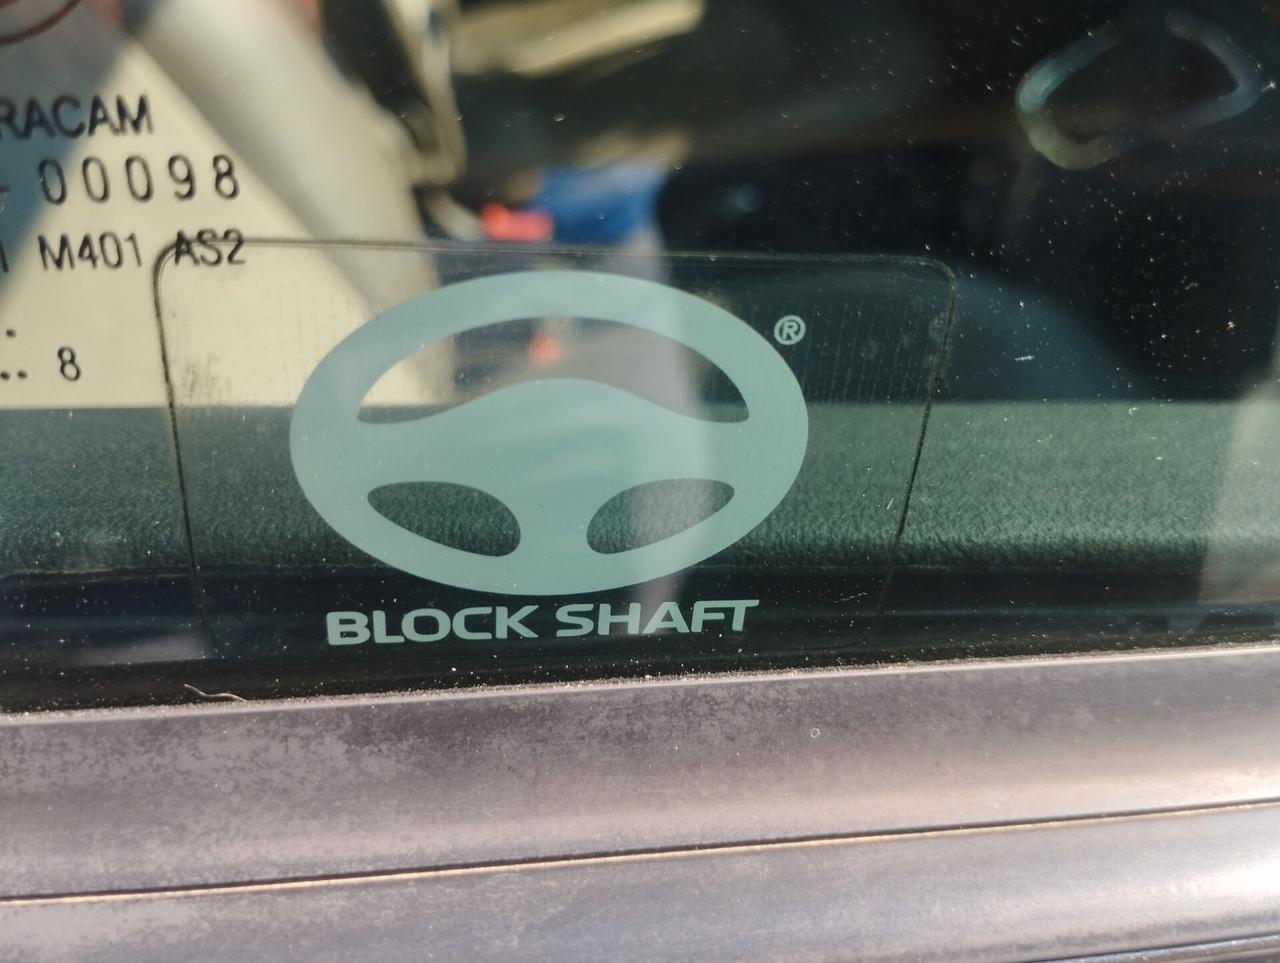 RACAM
00098
M401 AS2
.. 8
®
BLOCK SHAFT